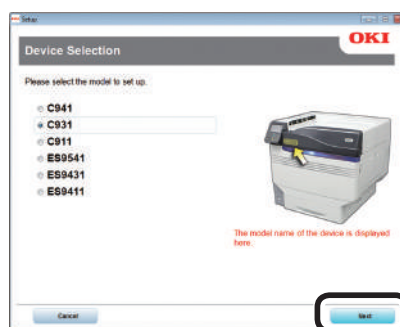 Setup
OKI
Device Selection
Please select the model to set up.
C941
C931
C911
ES9541
ES9431
ES9411
The model name of the device is displayed
here.
Cancel
Next